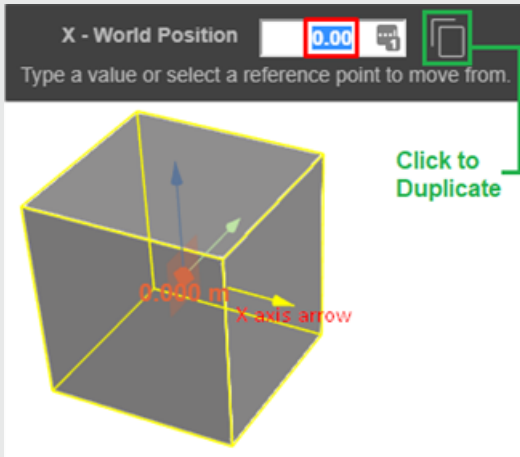 X - World Position 0.00 1
Type a value or select a reference point to move from.
Click to
Duplicate
0.000 m
X axis arrow